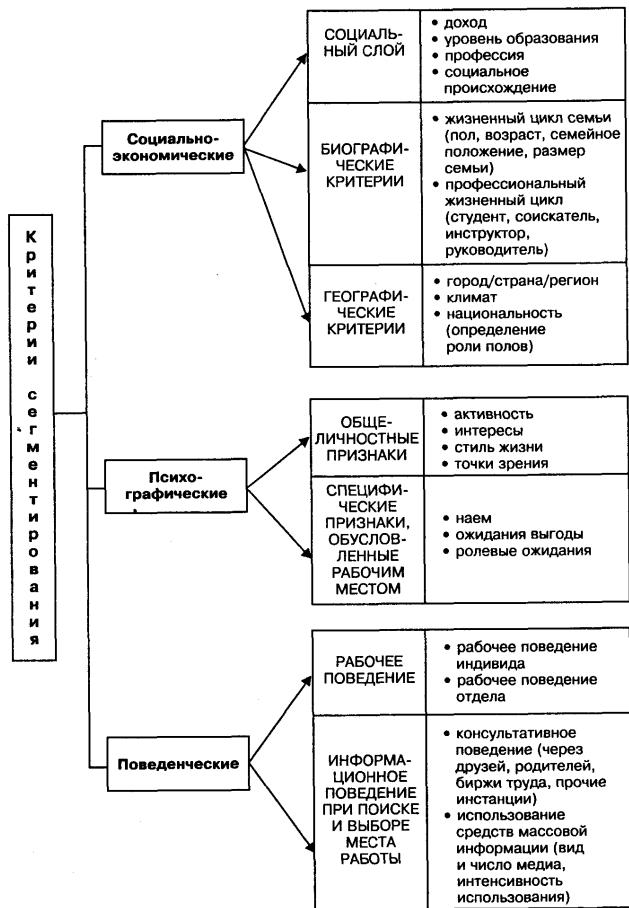 Критерии сегментирования
Социально-
экономические
СОЦИАЛЬ-
НЫЙ СЛОЙ
• доход
• уровень образования
• профессия
• социальное
происхождение
БИОГРАФИ-
ЧЕСКИЕ
КРИТЕРИИ
• жизненный цикл семьи
(пол, возраст, семейное
положение, размер
семьи)
• профессиональный
жизненный цикл
(студент, соискатель,
инструктор,
руководитель)
ГЕОГРАФИ-
ЧЕСКИЕ
КРИТЕРИИ
• город/страна/регион
• климат
• национальность
(определение
роли полов)
Психо-
графические
ОБЩЕ-
ЛИЧНОСТНЫЕ
ПРИЗНАКИ
• активность
• интересы
• стиль жизни
• точки зрения
СПЕЦИФИ-
ЧЕСКИЕ
ПРИЗНАКИ,
ОБУСЛОВ-
ЛЕННЫЕ
РАБОЧИМ
МЕСТОМ
• наем
• ожидания выгоды
• ролевые ожидания
Поведенческие
РАБОЧЕЕ
ПОВЕДЕНИЕ
• рабочее поведение
индивида
• рабочее поведение
отдела
ИНФОРМА-
ЦИОННОЕ
ПОВЕДЕНИЕ
ПРИ ПОИСКЕ
И ВЫБОРЕ
МЕСТА
РАБОТЫ
• консультативное
поведение (через
друзей, родителей,
биржи труда, прочие
инстанции)
• использование
средств массовой
информации (вид
и число медиа,
интенсивность
использования)